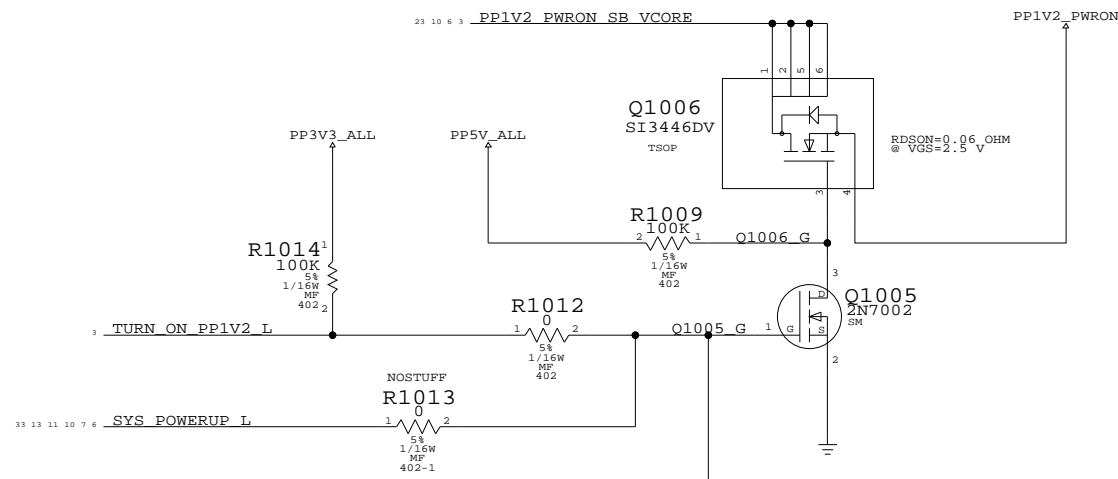 23 10 6 3 PP1V2_PWRON_SB_VCORE
PP1V2_PWRON
1 2 5 6
Q1006
SI3446DV
TSOP
RDSON=0.06 OHM
@ VGS=2.5 V
3 4
PP3V3_ALL
PP5V_ALL
R1009
100K
2 1
5%
1/16W
MF
402
Q1006_G
R1014
1
100K
5%
1/16W
MF
402
2
3
Q1005
2N7002
SM
D
G
S
1
2
R1012
0
1 2
5%
1/16W
MF
402
3 TURN_ON_PP1V2_L
Q1005_G
NOSTUFF
R1013
0
1 2
5%
1/16W
MF
402-1
33 13 11 10 7 6 SYS_POWERUP_L